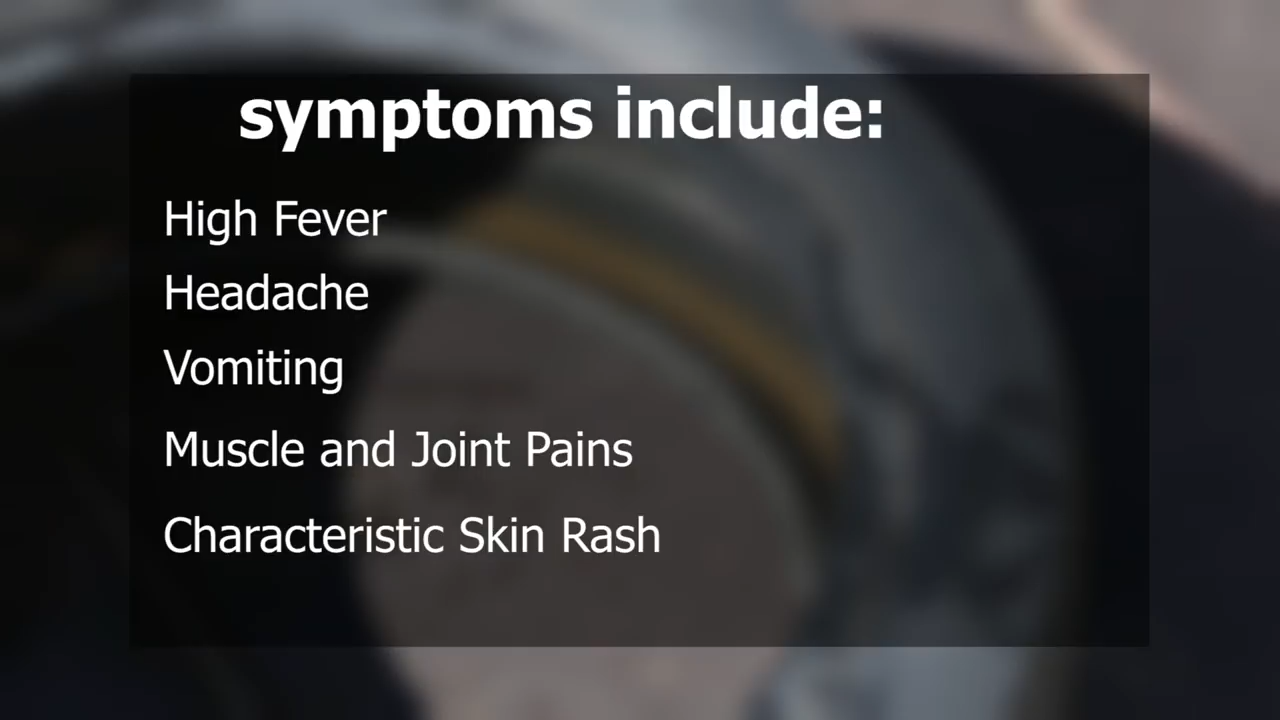 symptoms include:
High Fever
Headache
Vomiting
Muscle and Joint Pains
Characteristic Skin Rash